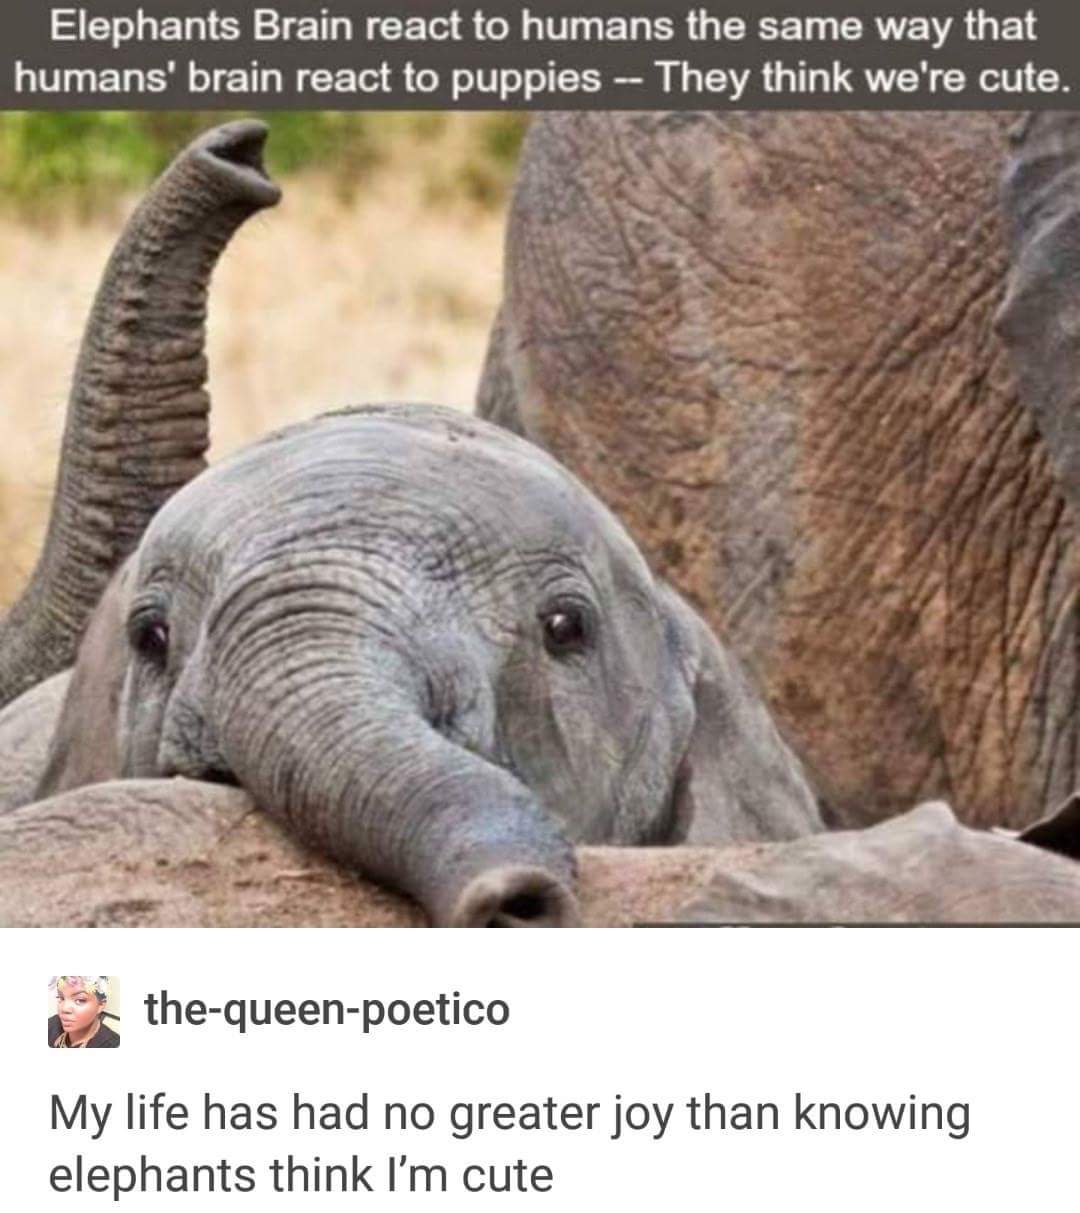 Elephants Brain react to humans the same way that
humans' brain react to puppies -- They think we're cute.
the-queen-poetico
My life has had no greater joy than knowing
elephants think I'm cute